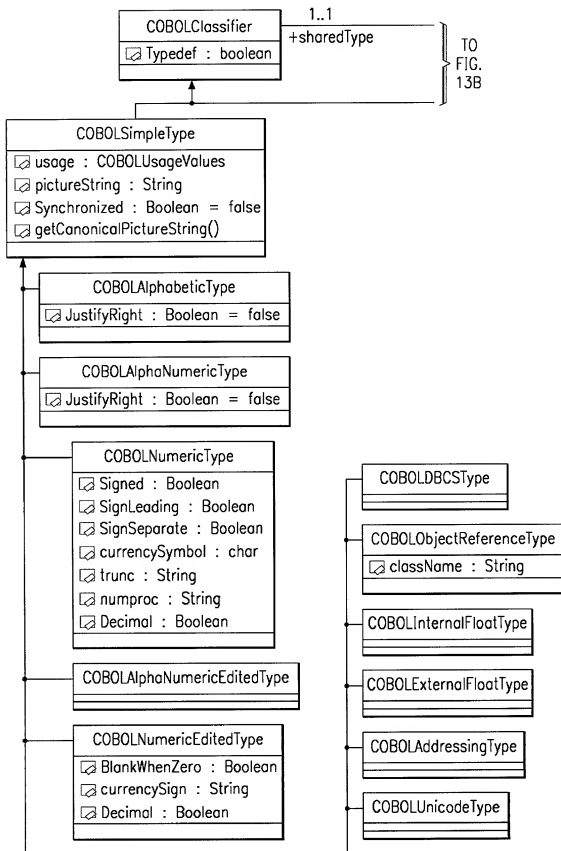 COBOLClassifier
Typedef : boolean
1..1
+sharedType
TO
FIG.
13B
COBOLSimpleType
usage : COBOLUsageValues
pictureString : String
Synchronized : Boolean = false
getCanonicalPictureString()
COBOLAlphabeticType
JustifyRight : Boolean = false
COBOLAlphaNumericType
JustifyRight : Boolean = false
COBOLNumericType
Signed : Boolean
SignLeading : Boolean
SignSeparate : Boolean
currencySymbol : char
trunc : String
numproc : String
Decimal : Boolean
COBOLAlphaNumericEditedType
COBOLNumericEditedType
BlankWhenZero : Boolean
currencySign : String
Decimal : Boolean
COBOLDBCSType
COBOLObjectReferenceType
className : String
COBOLInternalFloatType
COBOLExternalFloatType
COBOLAddressingType
COBOLUnicodeType